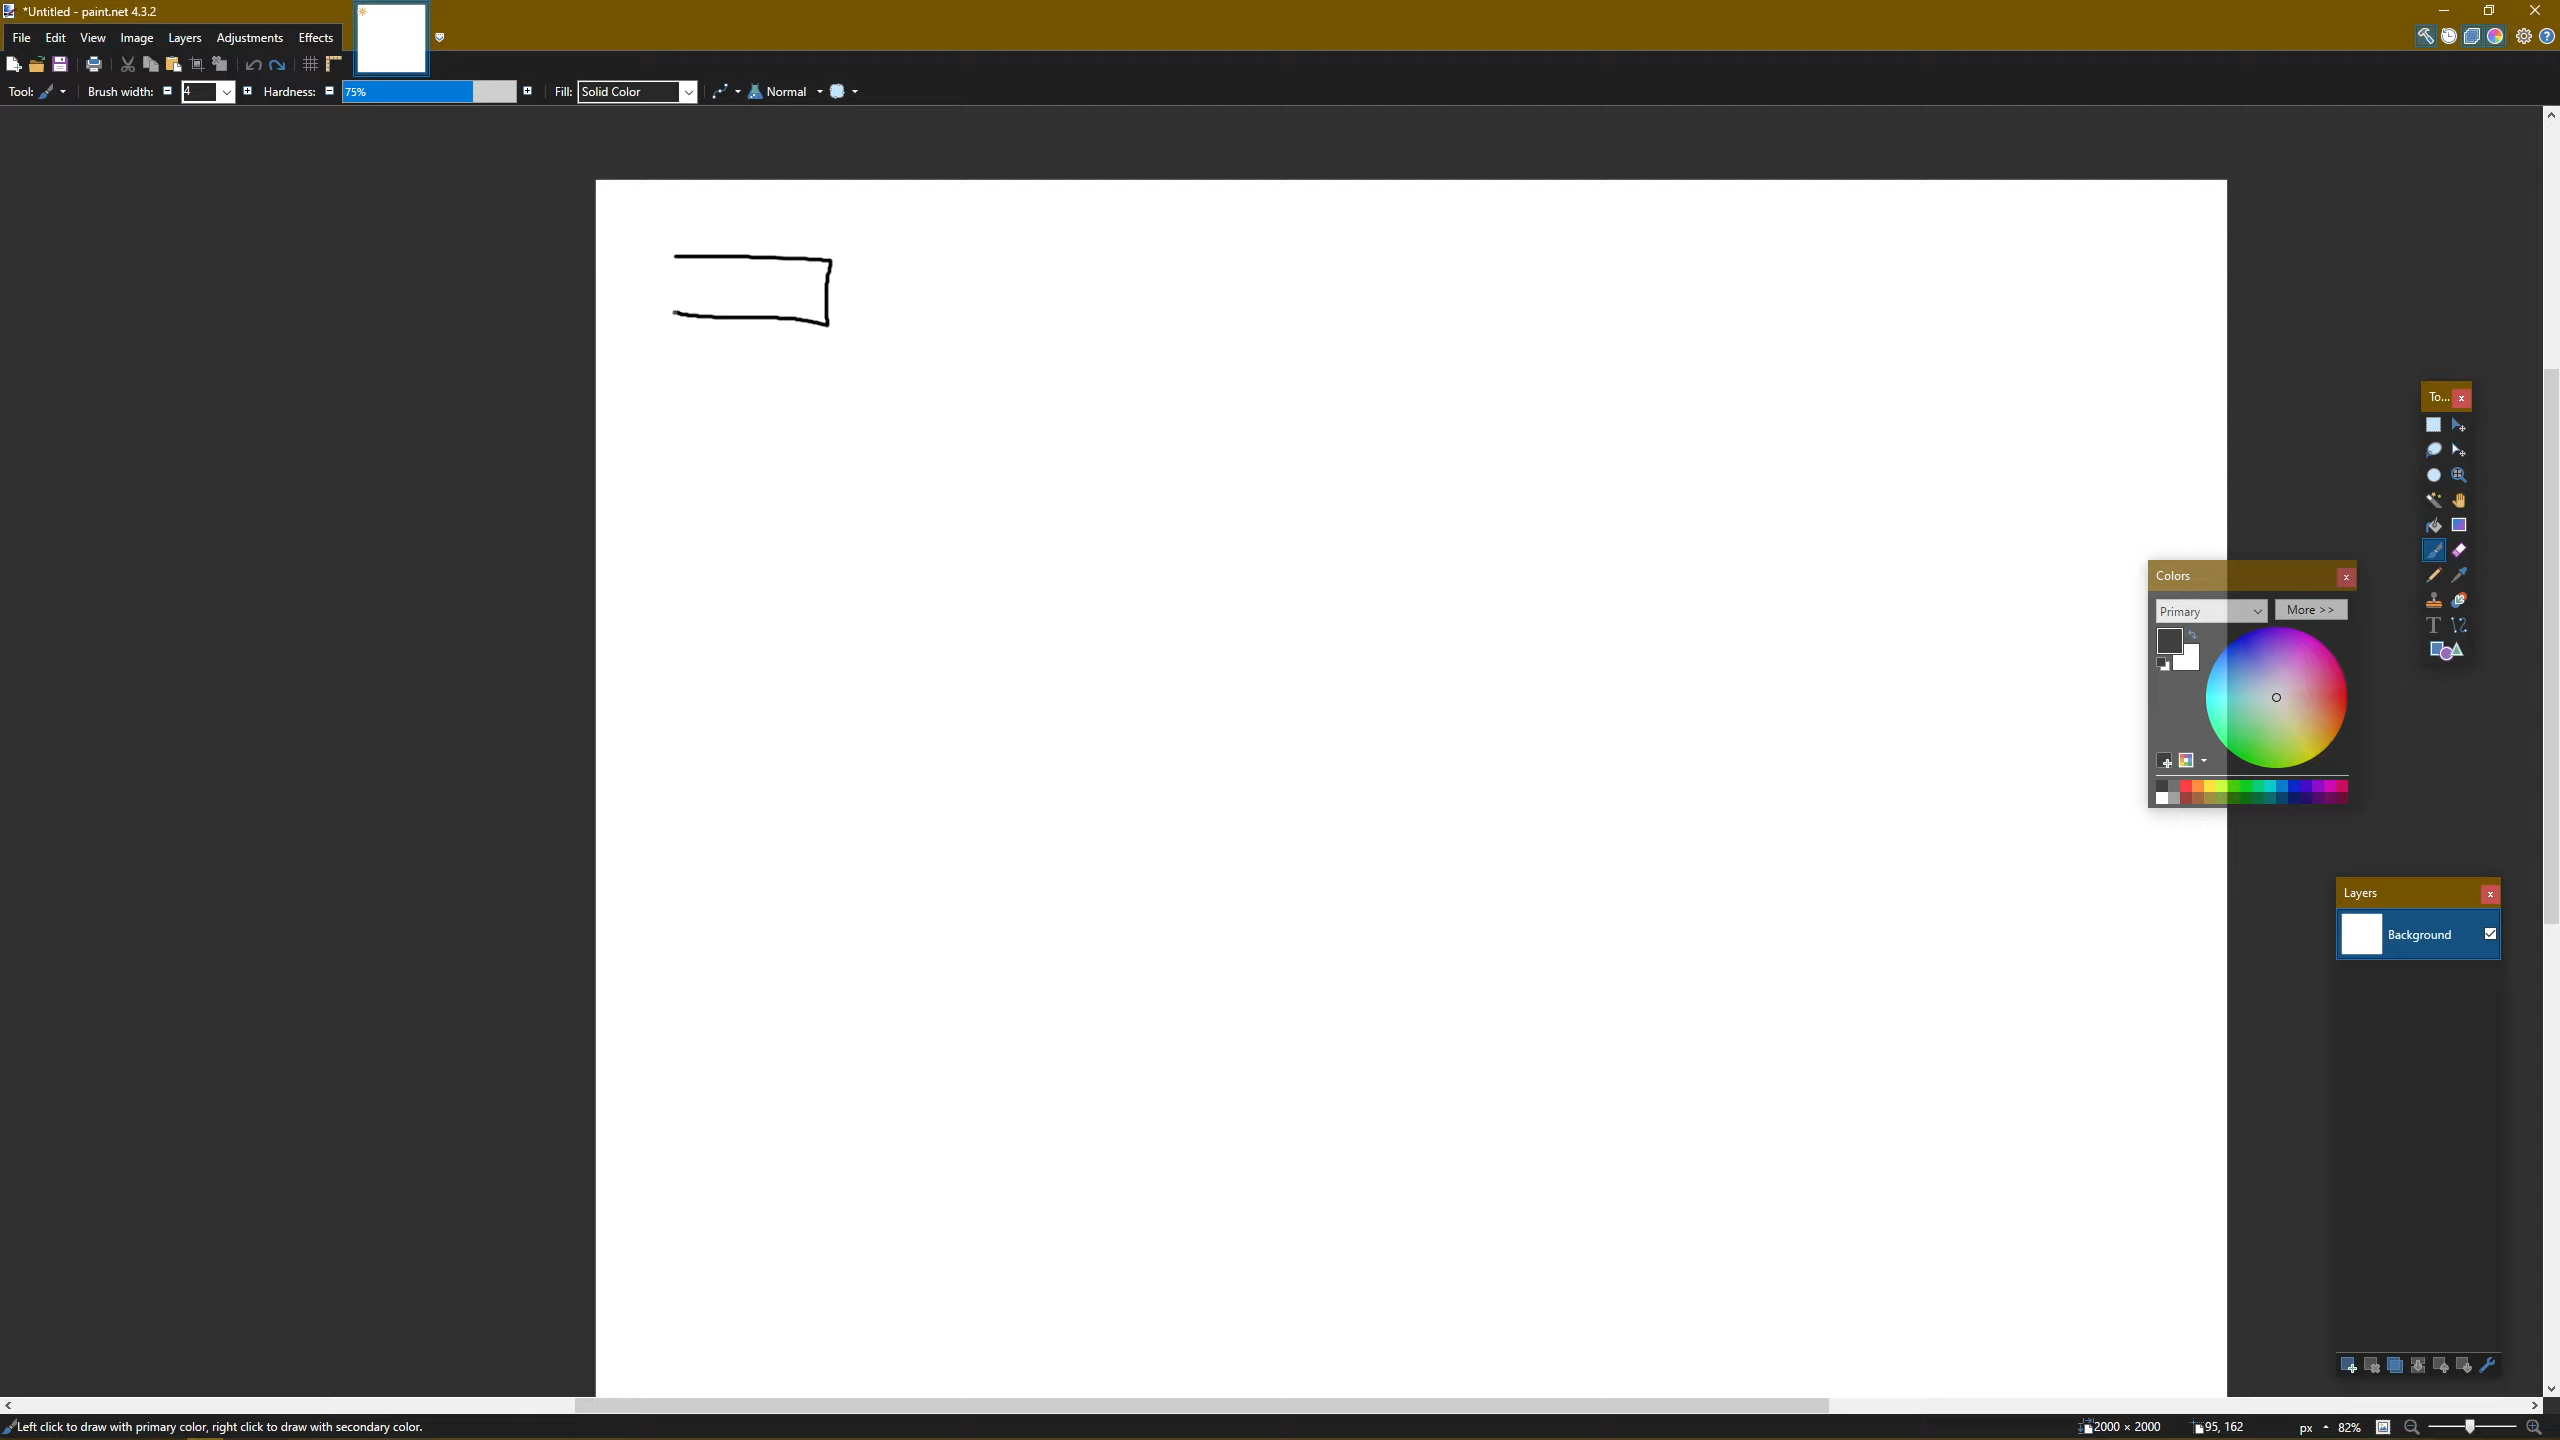 *Untitled - paint.net 4.3.2
File Edit View Image Layers Adjustments Effects
Tool: Brush width: 4 Hardness: 75% Fill: Solid Color Normal
To...
Colors
Primary More >>
Layers
Background
Left click to draw with primary color, right click to draw with secondary color. 2000 × 2000 95, 162 px 82%